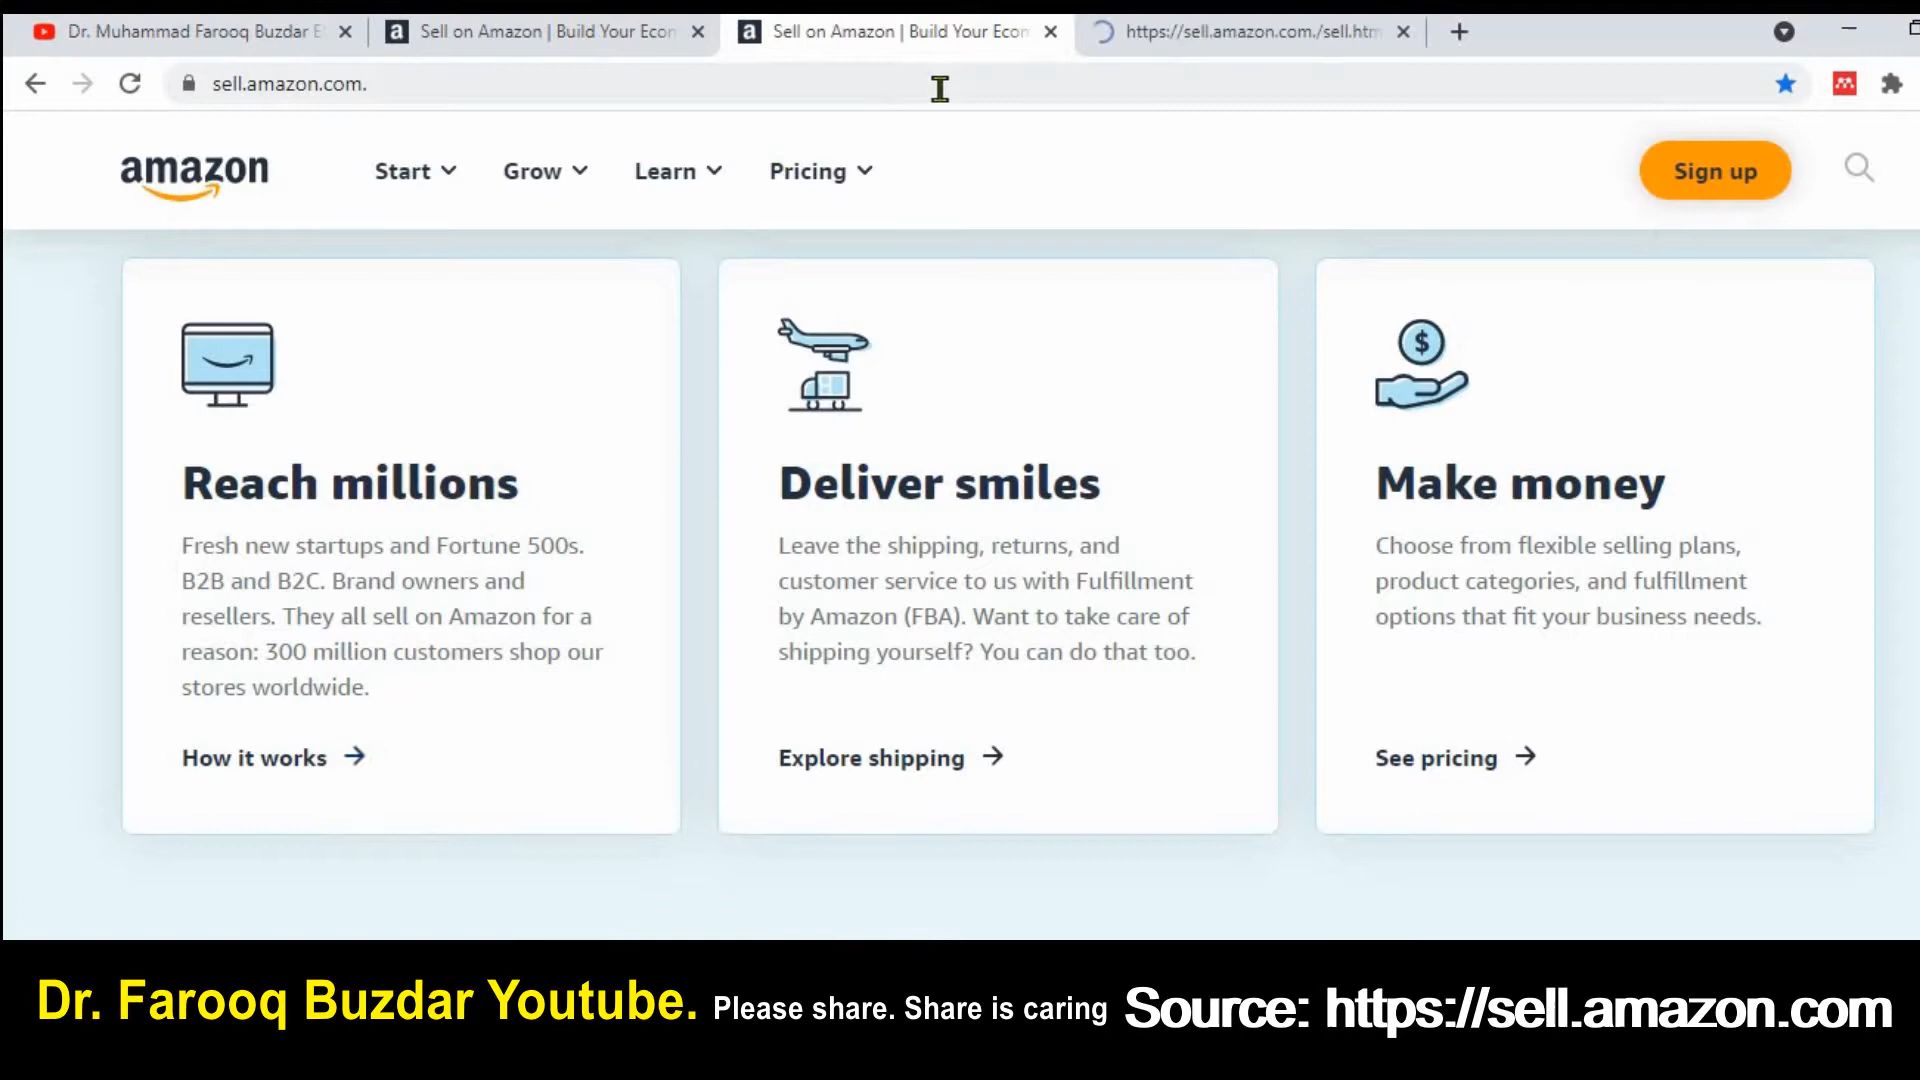 Dr. Muhammad Farooq Buzdar E
Sell on Amazon | Build Your Econ
Sell on Amazon | Build Your Econ
https://sell.amazon.com./sell.htm
sell.amazon.com.
amazon
Start
Grow
Learn
Pricing
Sign up
$
Reach millions
Fresh new startups and Fortune 500s.
B2B and B2C. Brand owners and
resellers. They all sell on Amazon for a
reason: 300 million customers shop our
stores worldwide.
How it works
Deliver smiles
Leave the shipping, returns, and
customer service to us with Fulfillment
by Amazon (FBA). Want to take care of
shipping yourself? You can do that too.
Explore shipping
Make money
Choose from flexible selling plans,
product categories, and fulfillment
options that fit your business needs.
See pricing
Dr. Farooq Buzdar Youtube. Please share. Share is caring Source: https://sell.amazon.com